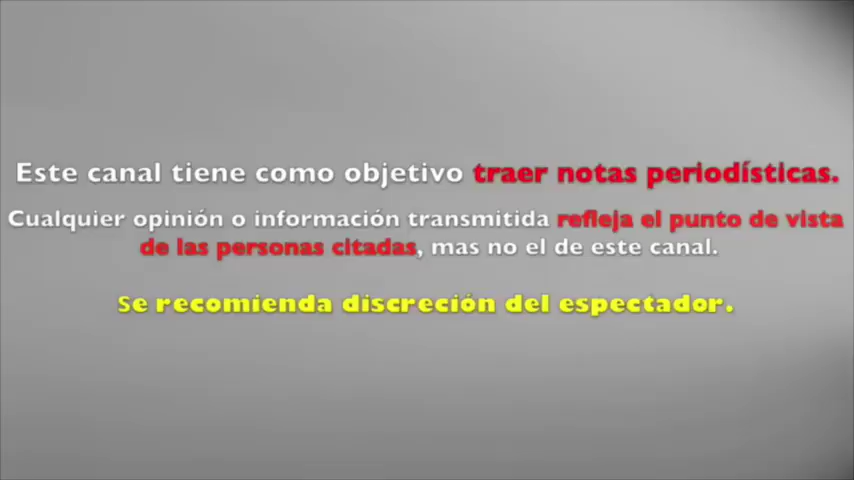 Este canal tiene como objetivo traer notas periodísticas.
Cualquier opinión o información transmitida refleja el punto de vista
de las personas citadas, mas no el de este canal.
Se recomienda discreción del espectador.